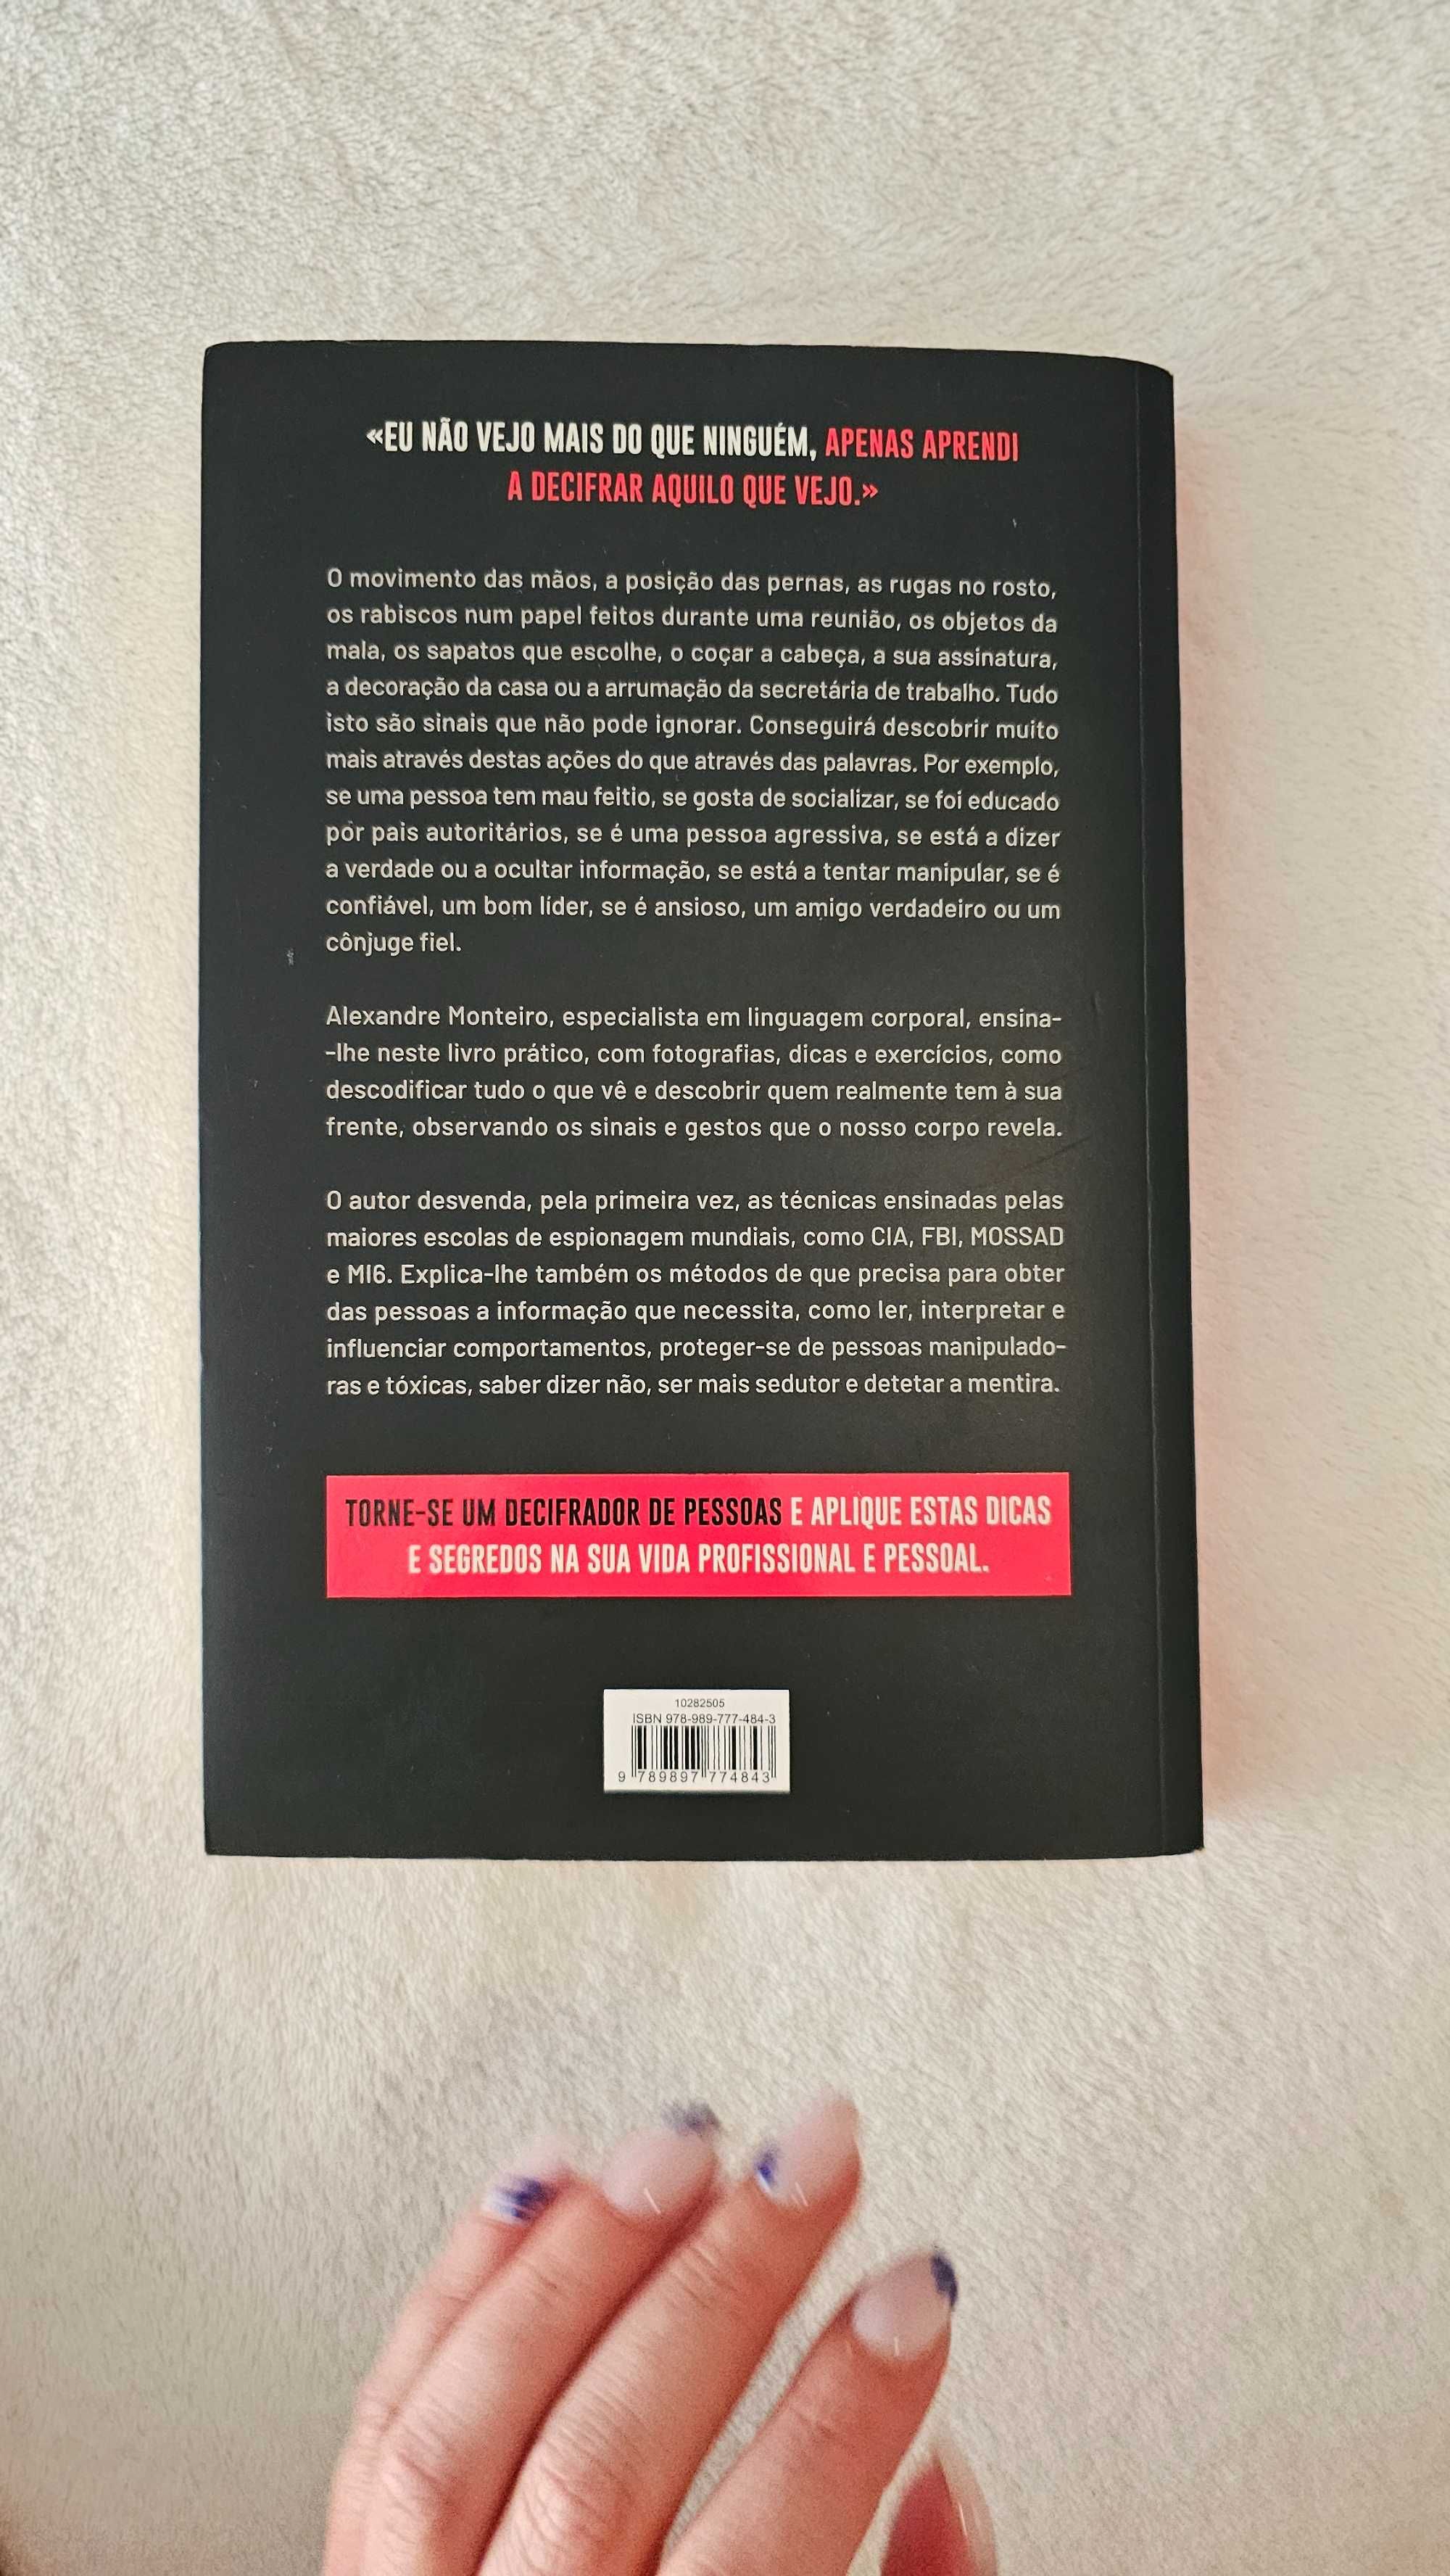 «EU NÃO VEJO MAIS DO QUE NINGUÉM, APENAS APRENDI
A DECIFRAR AQUILO QUE VEJO.»
O movimento das mãos, a posição das pernas, as rugas no rosto,
os rabiscos num papel feitos durante uma reunião, os objetos da
mala, os sapatos que escolhe, o coçar a cabeça, a sua assinatura,
a decoração da casa ou a arrumação da secretária de trabalho. Tudo
isto são sinais que não pode ignorar. Conseguirá descobrir muito
mais através destas ações do que através das palavras. Por exemplo,
se uma pessoa tem mau feitio, se gosta de socializar, se foi educado
por pais autoritários, se é uma pessoa agressiva, se está a dizer
a verdade ou a ocultar informação, se está a tentar manipular, se é
confiável, um bom líder, se é ansioso, um amigo verdadeiro ou um
cônjuge fiel.
Alexandre Monteiro, especialista em linguagem corporal, ensina-
-lhe neste livro prático, com fotografias, dicas e exercícios, como
descodificar tudo o que vê e descobrir quem realmente tem à sua
frente, observando os sinais e gestos que o nosso corpo revela.
O autor desvenda, pela primeira vez, as técnicas ensinadas pelas
maiores escolas de espionagem mundiais, como CIA, FBI, MOSSAD
e MI6. Explica-lhe também os métodos de que precisa para obter
das pessoas a informação que necessita, como ler, interpretar e
influenciar comportamentos, proteger-se de pessoas manipulado-
ras e tóxicas, saber dizer não, ser mais sedutor e detetar a mentira.
TORNE-SE UM DECIFRADOR DE PESSOAS E APLIQUE ESTAS DICAS
E SEGREDOS NA SUA VIDA PROFISSIONAL E PESSOAL.
10282505
ISBN 978-989-777-484-3
9 789897 774843